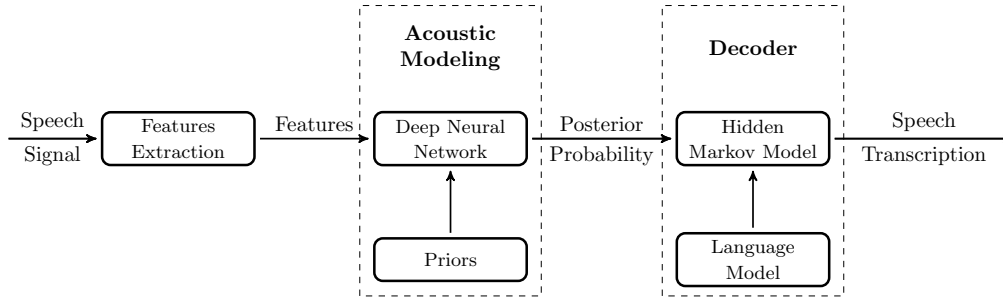 Acoustic
Modeling
Decoder
Speech
Signal
Features
Extraction
Features
Deep Neural
Network
Posterior
Probability
Hidden
Markov Model
Speech
Transcription
Priors
Language
Model